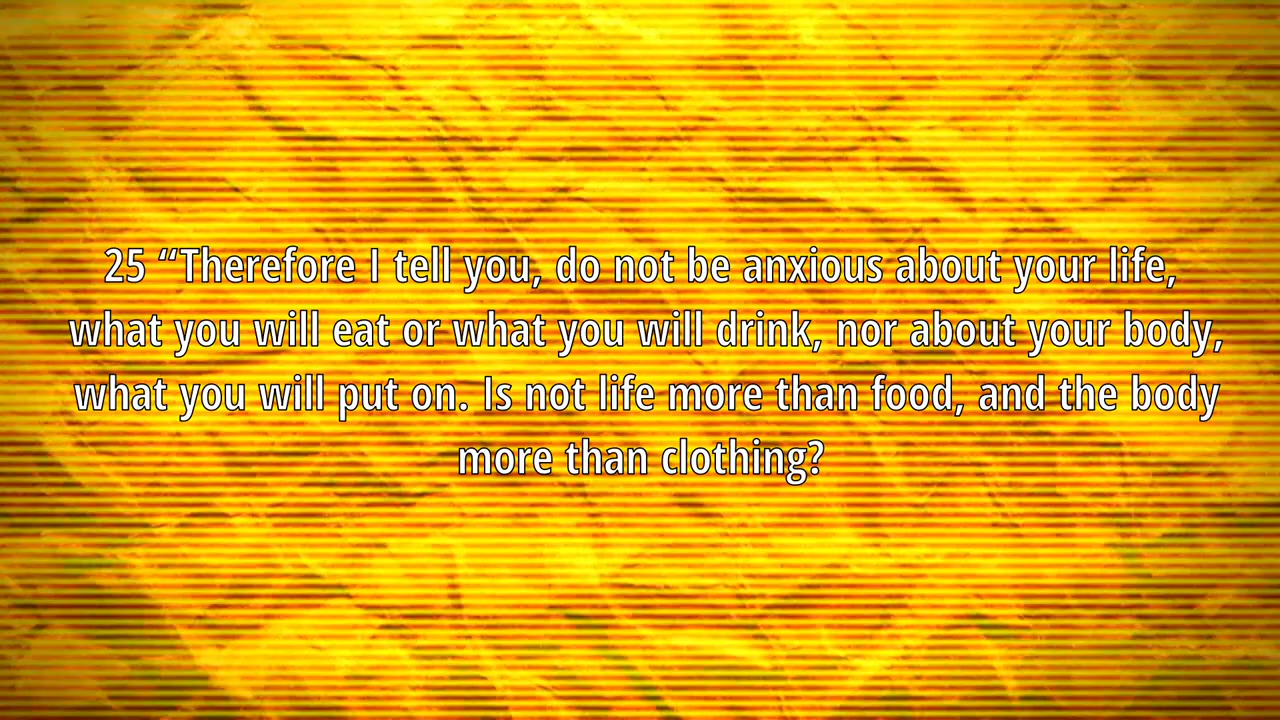 25 “Therefore I tell you, do not be anxious about your life,
what you will eat or what you will drink, nor about your body,
what you will put on. Is not life more than food, and the body
more than clothing?